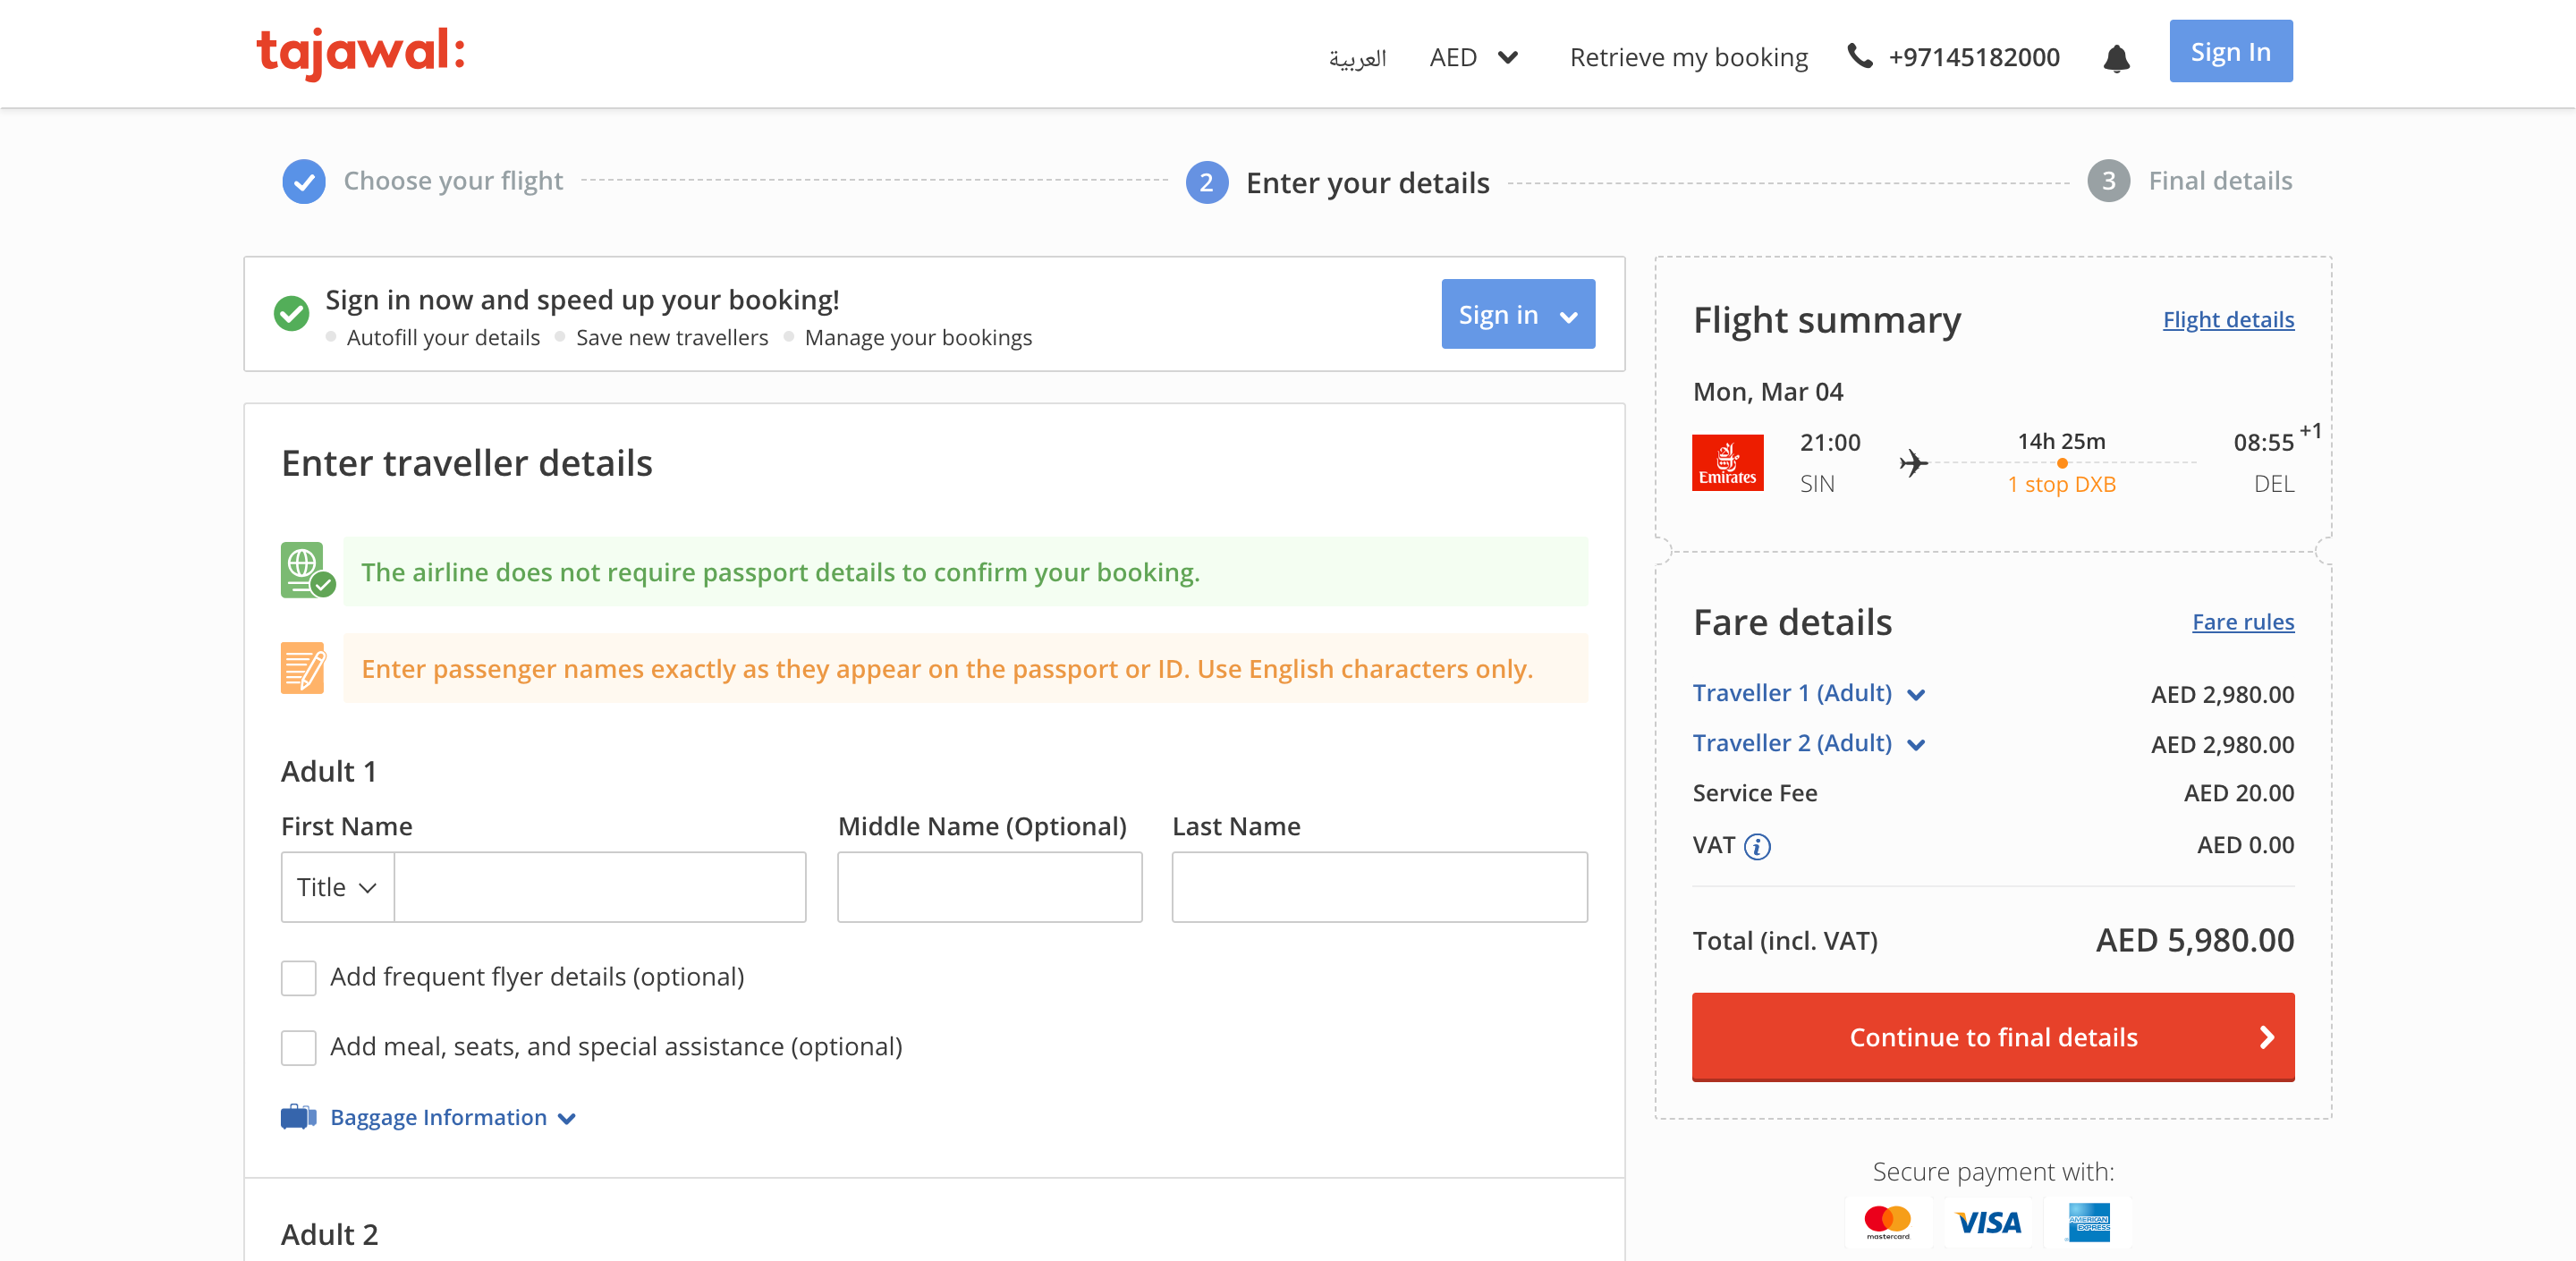 tajawal:
العربية
AED
Retrieve my booking
+97145182000
Sign In
Choose your flight
2
Enter your details
3
Final details
Sign in now and speed up your booking!
Autofill your details
Save new travellers
Manage your bookings
Sign in
Enter traveller details
The airline does not require passport details to confirm your booking.
Enter passenger names exactly as they appear on the passport or ID. Use English characters only.
Adult 1
First Name
Middle Name (Optional)
Last Name
Title
Add frequent flyer details (optional)
Add meal, seats, and special assistance (optional)
Baggage Information
Adult 2
Flight summary
Flight details
Mon, Mar 04
Emirates
21:00
14h 25m
08:55 +1
SIN
1 stop DXB
DEL
Fare details
Fare rules
Traveller 1 (Adult)
AED 2,980.00
Traveller 2 (Adult)
AED 2,980.00
Service Fee
AED 20.00
VAT i
AED 0.00
Total (incl. VAT)
AED 5,980.00
Continue to final details
Secure payment with:
mastercard
VISA
AMERICAN EXPRESS